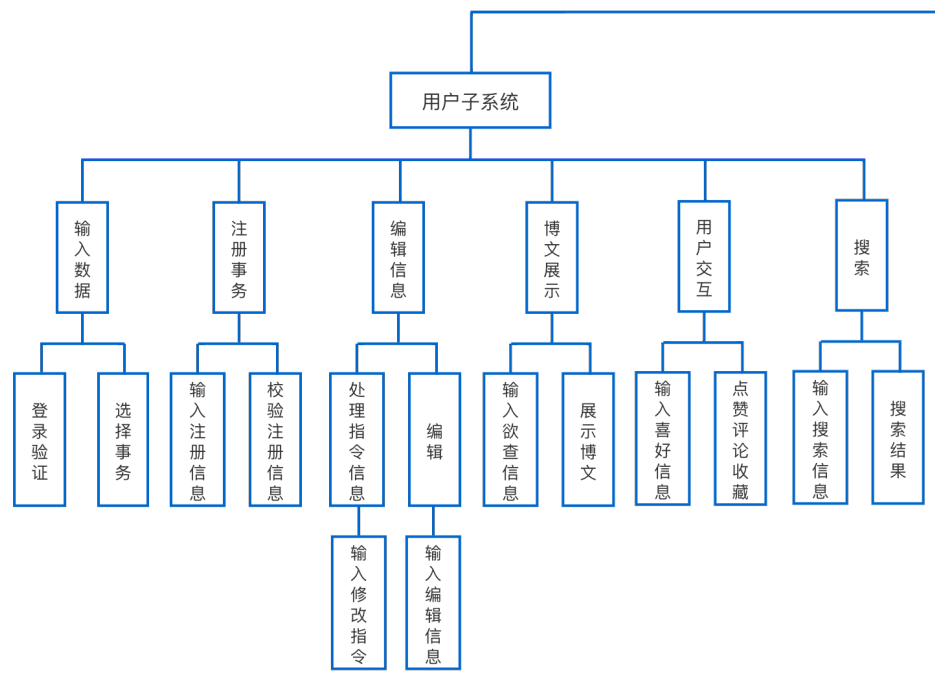 用户子系统
输入数据
注册事务
编辑信息
博文展示
用户交互
搜索
登录验证
选择事务
输入注册信息
校验注册信息
处理指令信息
编辑
输入欲查信息
展示博文
输入喜好信息
点赞评论收藏
输入搜索信息
搜索结果
输入修改指令
输入编辑信息